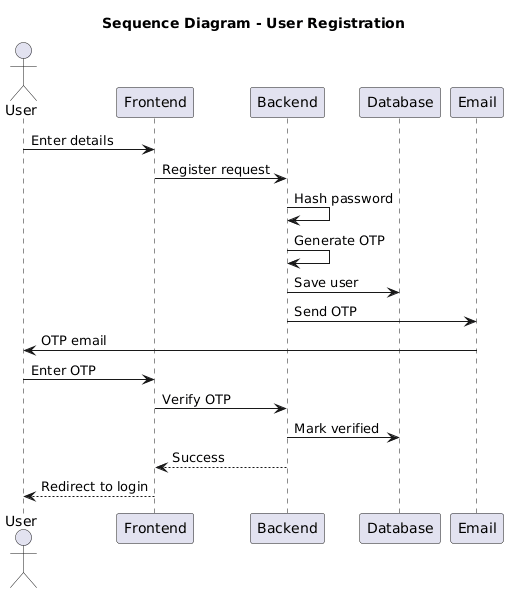 Sequence Diagram - User Registration
User
Frontend
Backend
Database
Email
Enter details
Register request
Hash password
Generate OTP
Save user
Send OTP
OTP email
Enter OTP
Verify OTP
Mark verified
Success
Redirect to login
User
Frontend
Backend
Database
Email